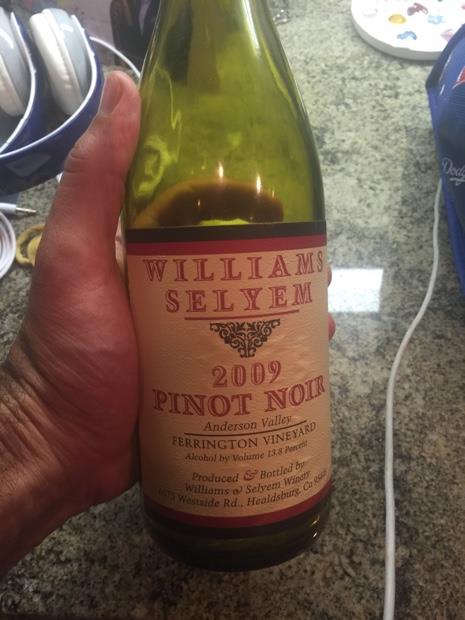 WILLIAMS
SELYEM
2009
PINOT NOIR
Anderson Valley
FERRINGTON VINEYARD
Alcohol by Volume 13.8 Percent
Produced & Bottled by
Williams & Selyem Winery
Westside Rd., Healdsburg, Ca
Dodg